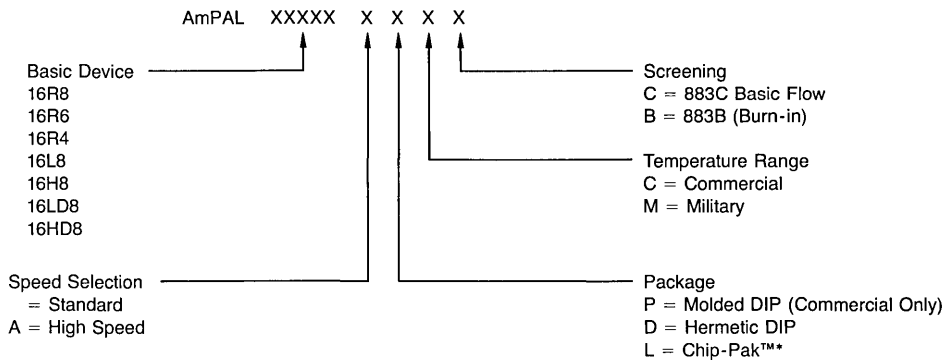 AmPAL XXXXX X X X X
Basic Device
16R8
16R6
16R4
16L8
16H8
16LD8
16HD8
Speed Selection
= Standard
A = High Speed
Screening
C = 883C Basic Flow
B = 883B (Burn-in)
Temperature Range
C = Commercial
M = Military
Package
P = Molded DIP (Commercial Only)
D = Hermetic DIP
L = Chip-Pak™*